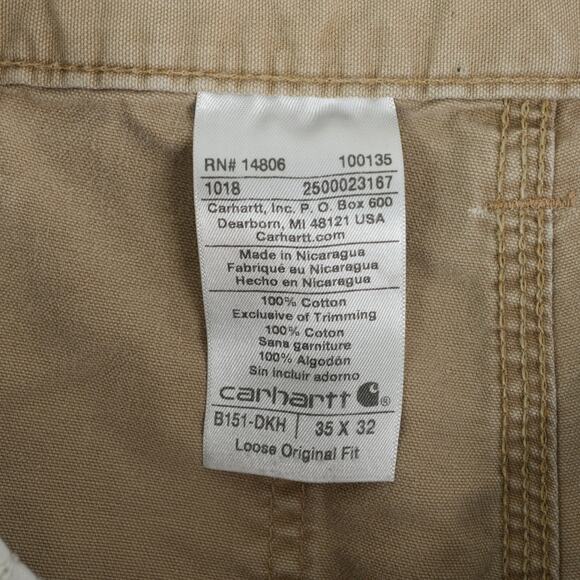 RN# 14806 100135
1018 2500023167
Carhartt, Inc. P. O. Box 600
Dearborn, MI 48121 USA
Carhartt.com
Made in Nicaragua
Fabriqué au Nicaragua
Hecho en Nicaragua
100% Cotton
Exclusive of Trimming
100% Coton
Sans garniture
100% Algodón
Sin incluir adorno
carhartt ®
B151-DKH 35 X 32
Loose Original Fit